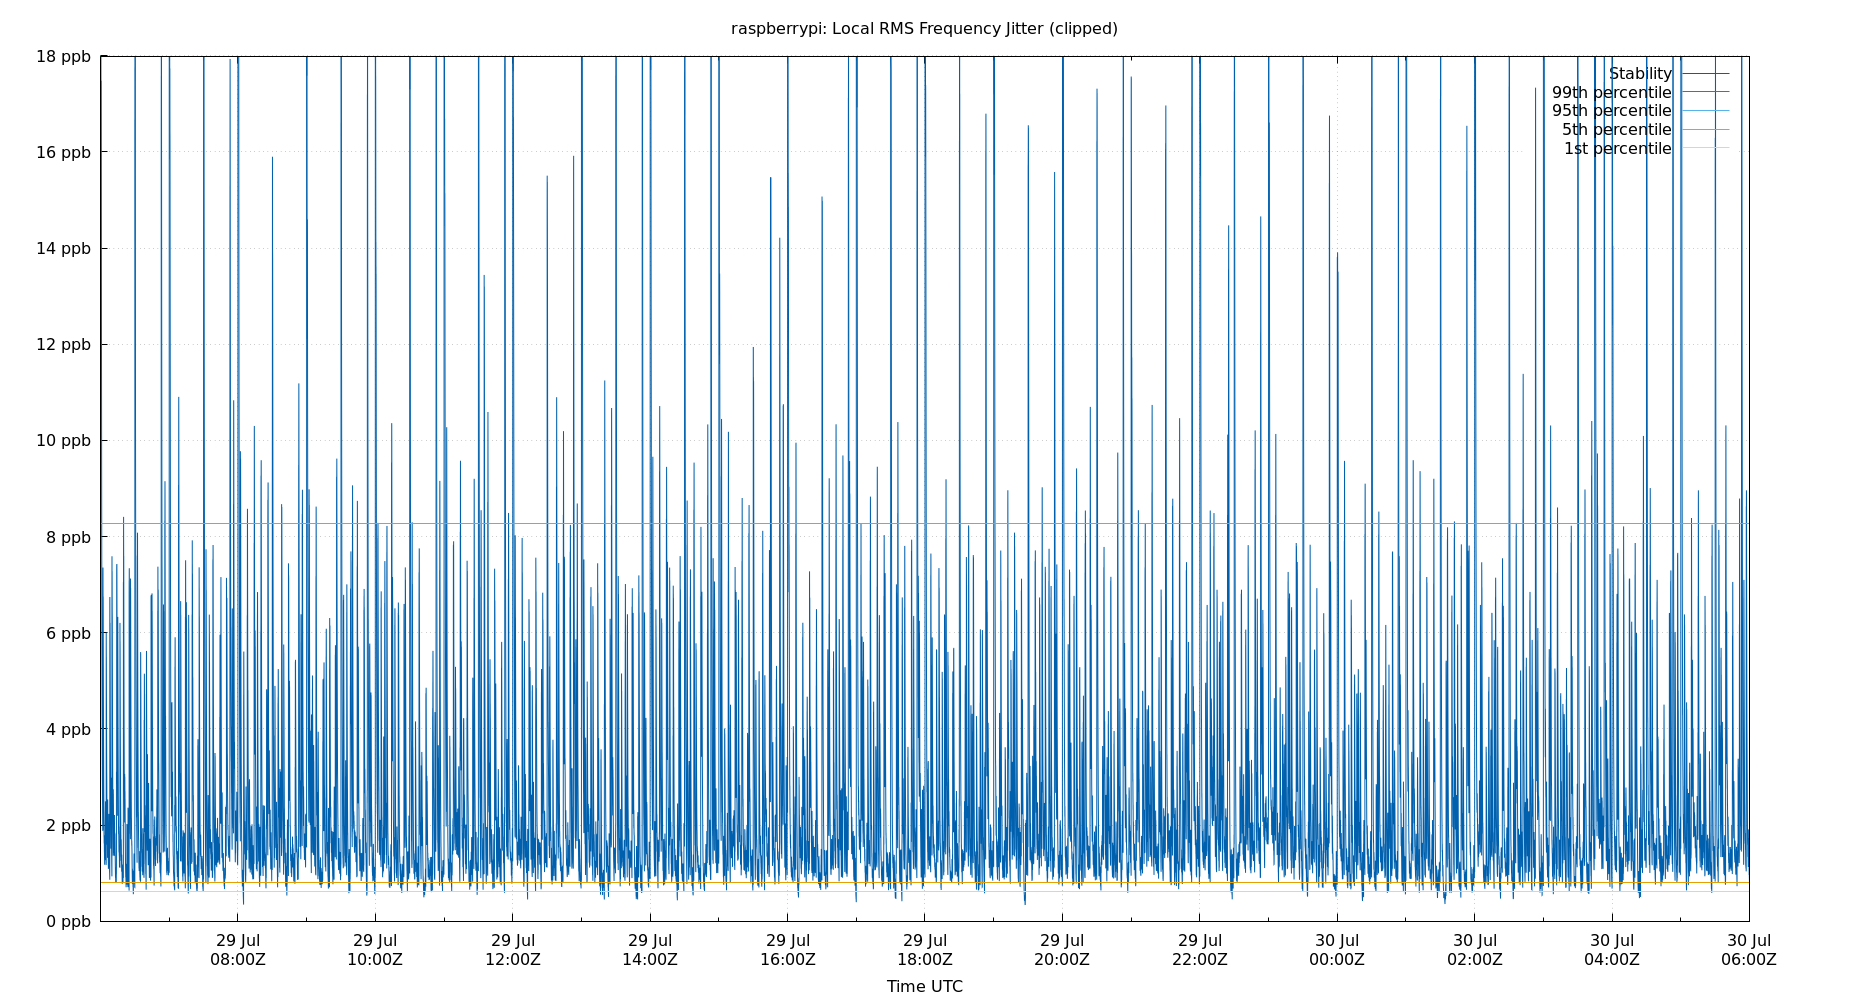 raspberrypi: Local RMS Frequency Jitter (clipped)
18 ppb
16 ppb
14 ppb
12 ppb
10 ppb
8 ppb
6 ppb
4 ppb
2 ppb
0 ppb
Stability
99th percentile
95th percentile
5th percentile
1st percentile
29 Jul 29 Jul 29 Jul 29 Jul 29 Jul 29 Jul 29 Jul 29 Jul 30 Jul 30 Jul 30 Jul 30 Jul
08:00Z 10:00Z 12:00Z 14:00Z 16:00Z 18:00Z 20:00Z 22:00Z 00:00Z 02:00Z 04:00Z 06:00Z
Time UTC